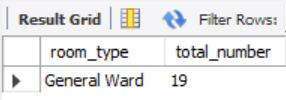 Result Grid Filter Rows:
room_type total_number
General Ward 19